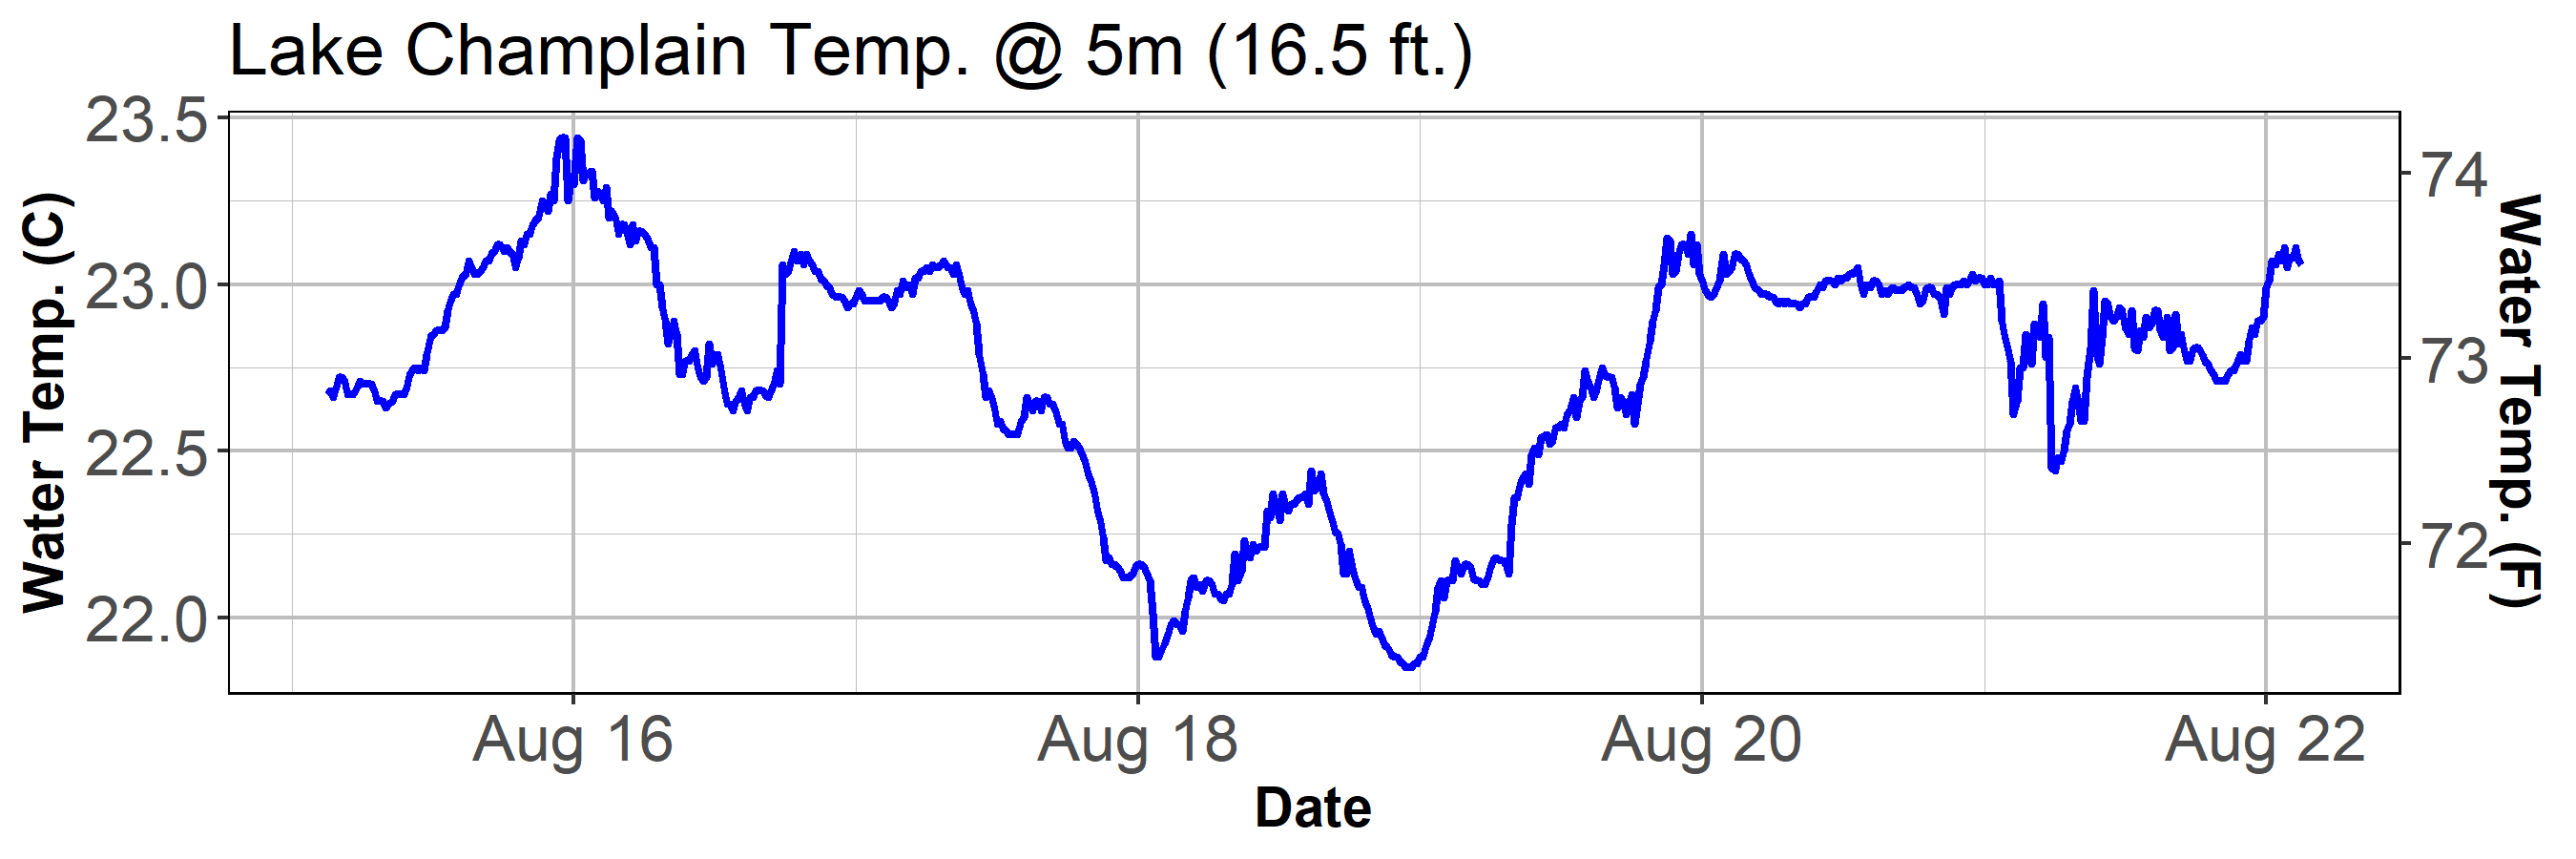 Lake Champlain Temp. @ 5m (16.5 ft.)
Water Temp. (C)
23.5
23.0
22.5
22.0
74
73
72
Water Temp. (F)
Aug 16 Aug 18 Aug 20 Aug 22
Date